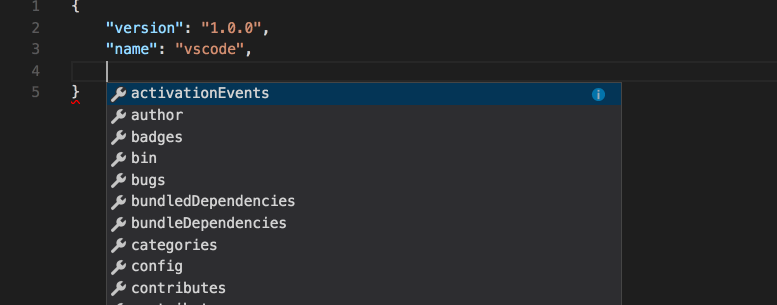 1 {
2 "version": "1.0.0",
3 "name": "vscode",
4
5 }
activationEvents
author
badges
bin
bugs
bundledDependencies
bundleDependencies
categories
config
contributes